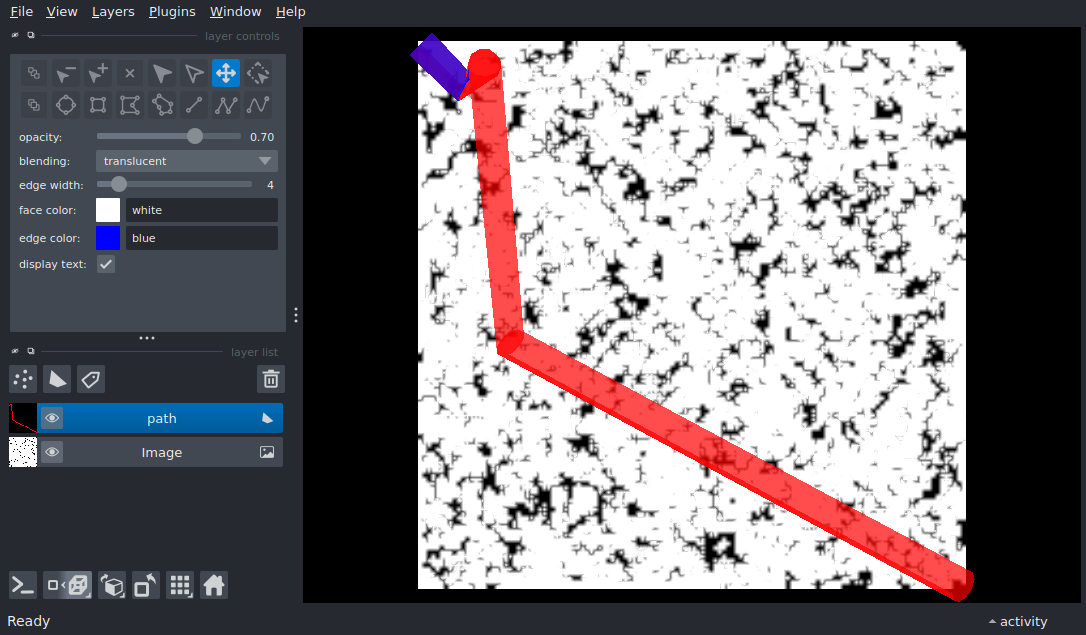 File View Layers Plugins Window Help
layer controls
opacity: 0.70
blending: translucent
edge width: 4
face color: white
edge color: blue
display text:
layer list
path
Image
Ready
activity